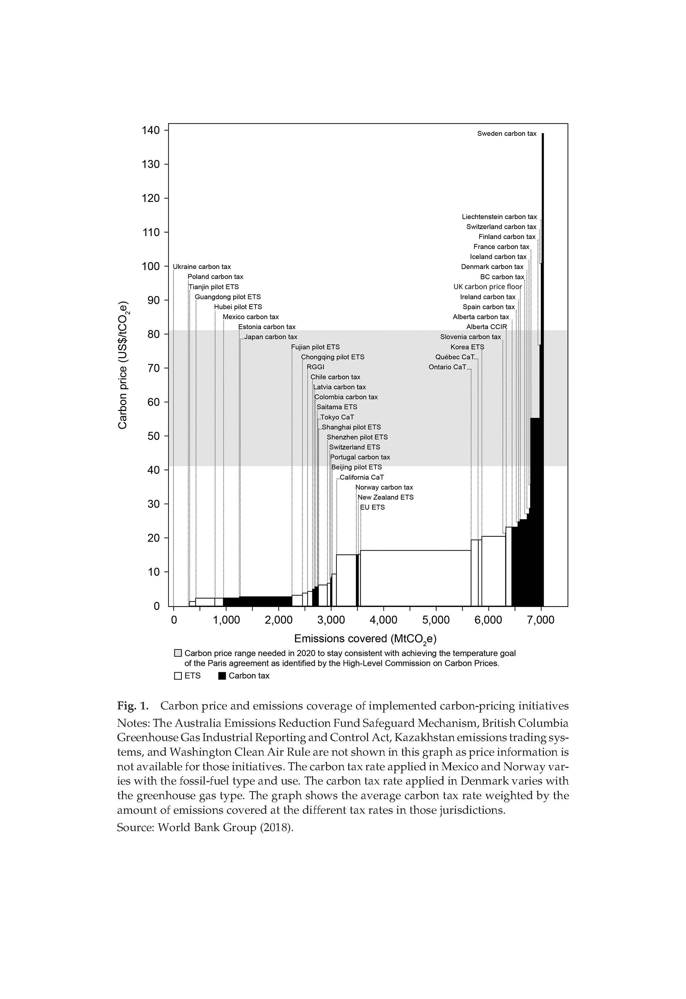 140
130
120
110
100
90
80
70
60
50
40
30
20
10
0
Carbon price (US$/tCO2e)
Sweden carbon tax
Liechtenstein carbon tax
Switzerland carbon tax
Finland carbon tax
France carbon tax
Iceland carbon tax
Denmark carbon tax
BC carbon tax
UK carbon price floor
Ireland carbon tax
Spain carbon tax
Alberta carbon tax
Alberta CCIR
Slovenia carbon tax
Korea ETS
Québec CaT
Ontario CaT
Ukraine carbon tax
Poland carbon tax
Tianjin pilot ETS
Guangdong pilot ETS
Hubei pilot ETS
Mexico carbon tax
Estonia carbon tax
Japan carbon tax
Fujian pilot ETS
Chongqing pilot ETS
RGGI
Chile carbon tax
Latvia carbon tax
Colombia carbon tax
Saitama ETS
Tokyo CaT
Shanghai pilot ETS
Shenzhen pilot ETS
Switzerland ETS
Portugal carbon tax
Beijing pilot ETS
California CaT
Norway carbon tax
New Zealand ETS
EU ETS
0 1,000 2,000 3,000 4,000 5,000 6,000 7,000
Emissions covered (MtCO2e)
Carbon price range needed in 2020 to stay consistent with achieving the temperature goal
of the Paris agreement as identified by the High-Level Commission on Carbon Prices.
ETS Carbon tax
Fig. 1. Carbon price and emissions coverage of implemented carbon-pricing initiatives
Notes: The Australia Emissions Reduction Fund Safeguard Mechanism, British Columbia
Greenhouse Gas Industrial Reporting and Control Act, Kazakhstan emissions trading sys-
tems, and Washington Clean Air Rule are not shown in this graph as price information is
not available for those initiatives. The carbon tax rate applied in Mexico and Norway var-
ies with the fossil-fuel type and use. The carbon tax rate applied in Denmark varies with
the greenhouse gas type. The graph shows the average carbon tax rate weighted by the
amount of emissions covered at the different tax rates in those jurisdictions.
Source: World Bank Group (2018).